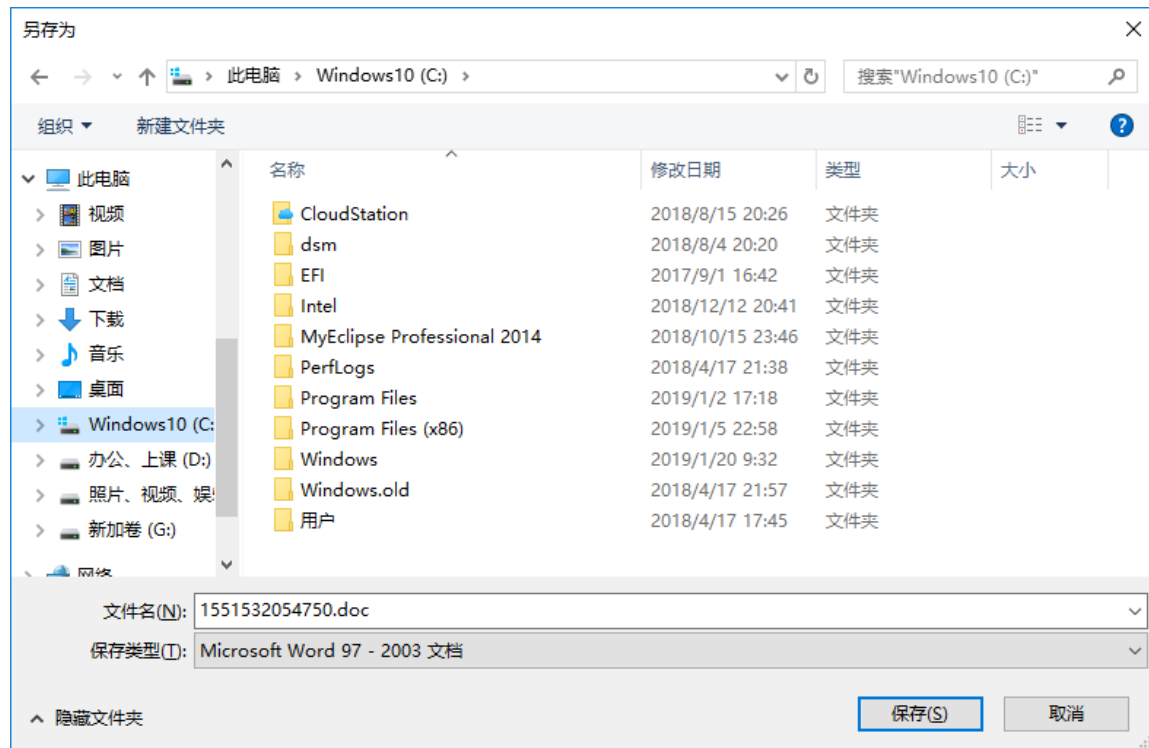 另存为
此电脑 › Windows10 (C:) ›
搜索"Windows10 (C:)"
组织
新建文件夹
此电脑
视频
图片
文档
下载
音乐
桌面
Windows10 (C:
办公、上课 (D:)
照片、视频、娱
新加卷 (G:)
网络
名称 修改日期 类型 大小
CloudStation 2018/8/15 20:26 文件夹
dsm 2018/8/4 20:20 文件夹
EFI 2017/9/1 16:42 文件夹
Intel 2018/12/12 20:41 文件夹
MyEclipse Professional 2014 2018/10/15 23:46 文件夹
PerfLogs 2018/4/17 21:38 文件夹
Program Files 2019/1/2 17:18 文件夹
Program Files (x86) 2019/1/5 22:58 文件夹
Windows 2019/1/20 9:32 文件夹
Windows.old 2018/4/17 21:57 文件夹
用户 2018/4/17 17:45 文件夹
文件名(N): 1551532054750.doc
保存类型(T): Microsoft Word 97 - 2003 文档
隐藏文件夹
保存(S)
取消